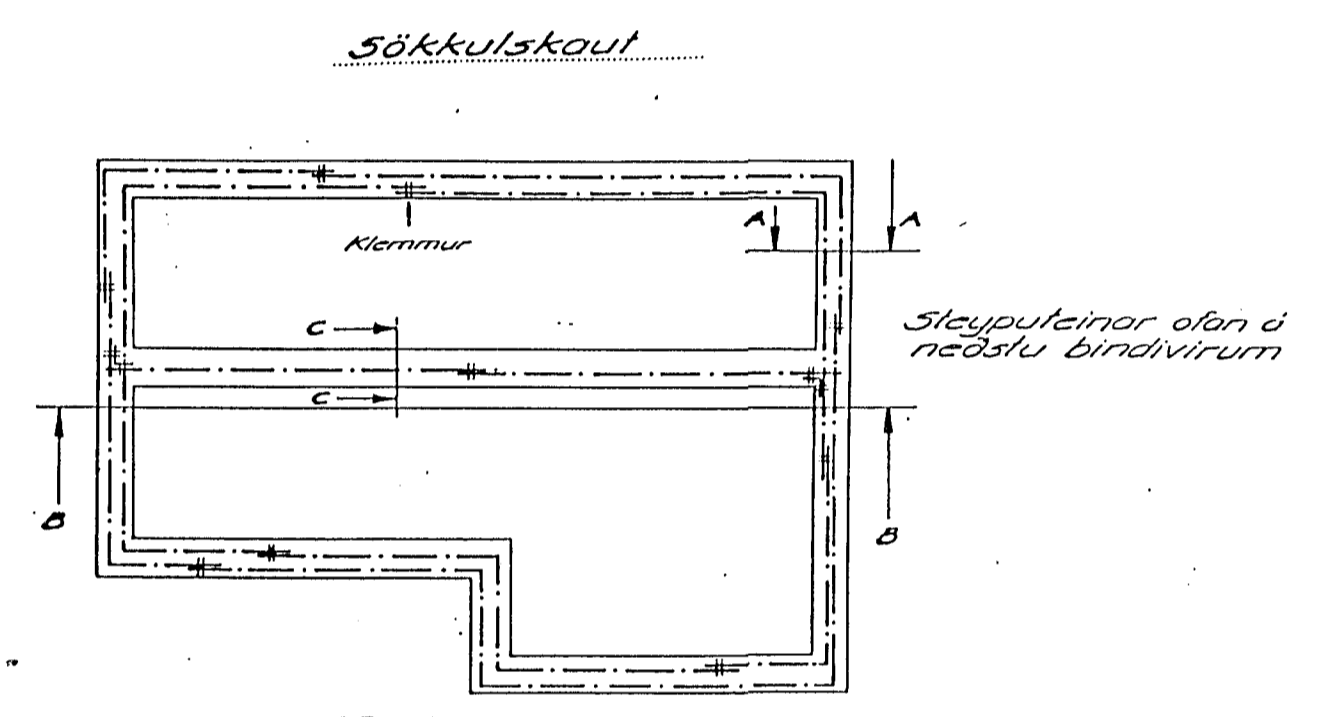 Sökkulskaut
A A
Klemmur
C
Steyputeinar ofan á
neðstu bindivírum
C
B B